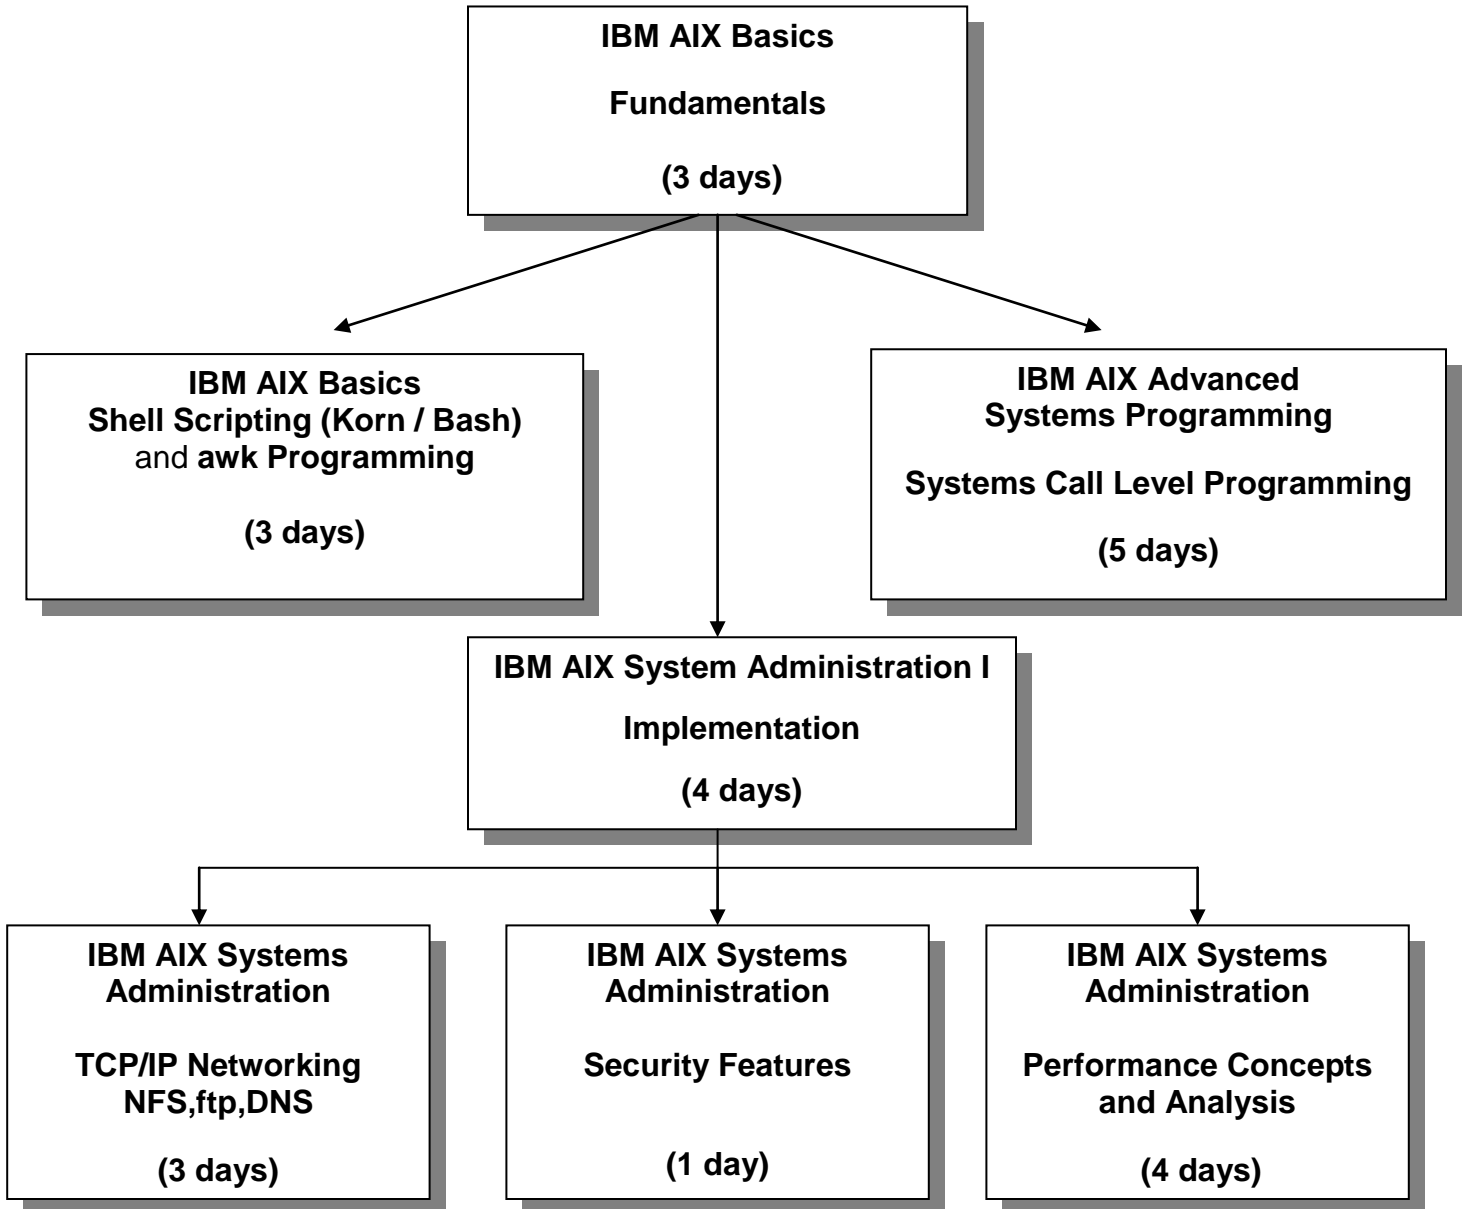 IBM AIX Basics
Fundamentals
(3 days)
IBM AIX Basics
Shell Scripting (Korn / Bash)
and awk Programming
(3 days)
IBM AIX Advanced
Systems Programming
Systems Call Level Programming
(5 days)
IBM AIX System Administration I
Implementation
(4 days)
IBM AIX Systems
Administration
TCP/IP Networking
NFS,ftp,DNS
(3 days)
IBM AIX Systems
Administration
Security Features
(1 day)
IBM AIX Systems
Administration
Performance Concepts
and Analysis
(4 days)